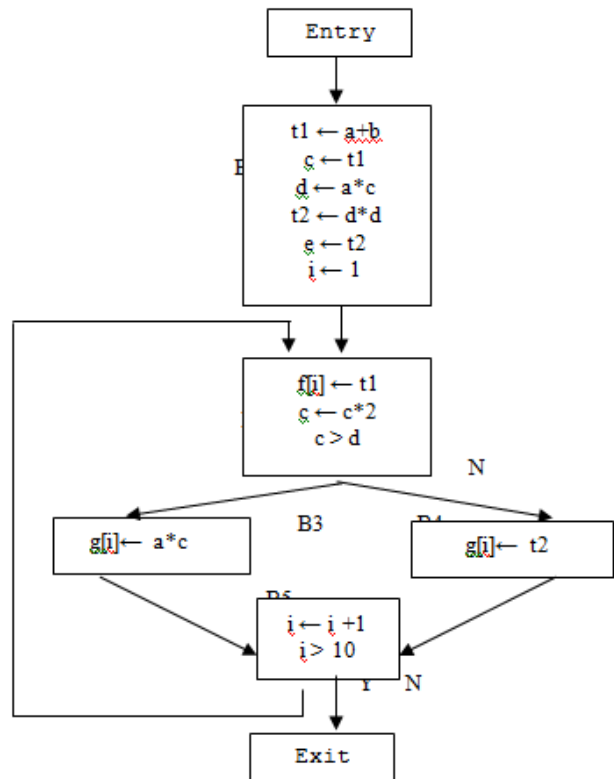 Entry
t1 ← a+b
c ← t1
d ← a*c
t2 ← d*d
e ← t2
i ← 1
f[i] ← t1
c ← c*2
c > d
N
B3
g[i]← a*c
g[i]← t2
i ← i +1
i > 10
Y N
Exit